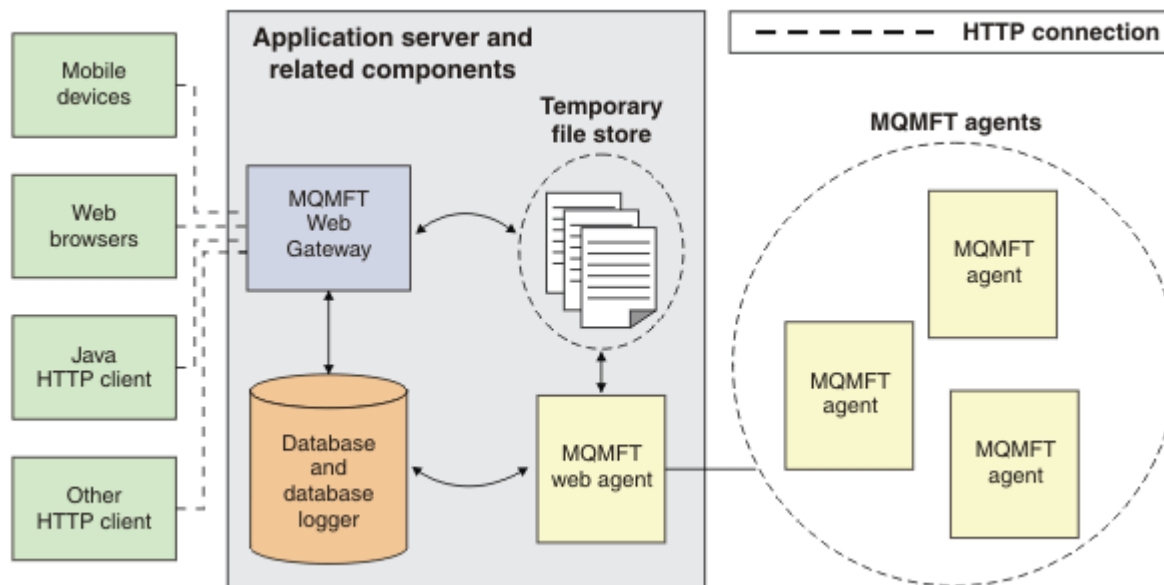 Mobile
devices
Web
browsers
Java
HTTP client
Other
HTTP client
Application server and
related components
Temporary
file store
MQMFT
Web
Gateway
Database
and
database
logger
MQMFT
web agent
HTTP connection
MQMFT agents
MQMFT
agent
MQMFT
agent
MQMFT
agent